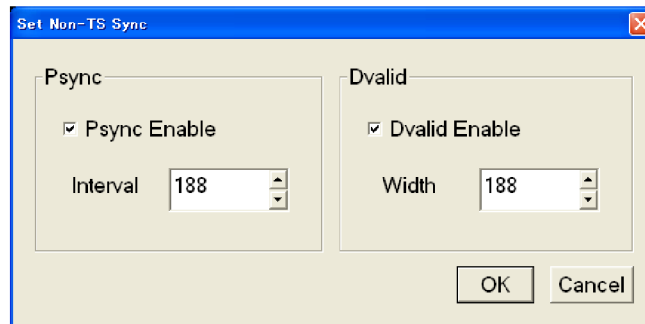 Set Non-TS Sync
Psync
Psync Enable
Interval 188
Dvalid
Dvalid Enable
Width 188
OK Cancel